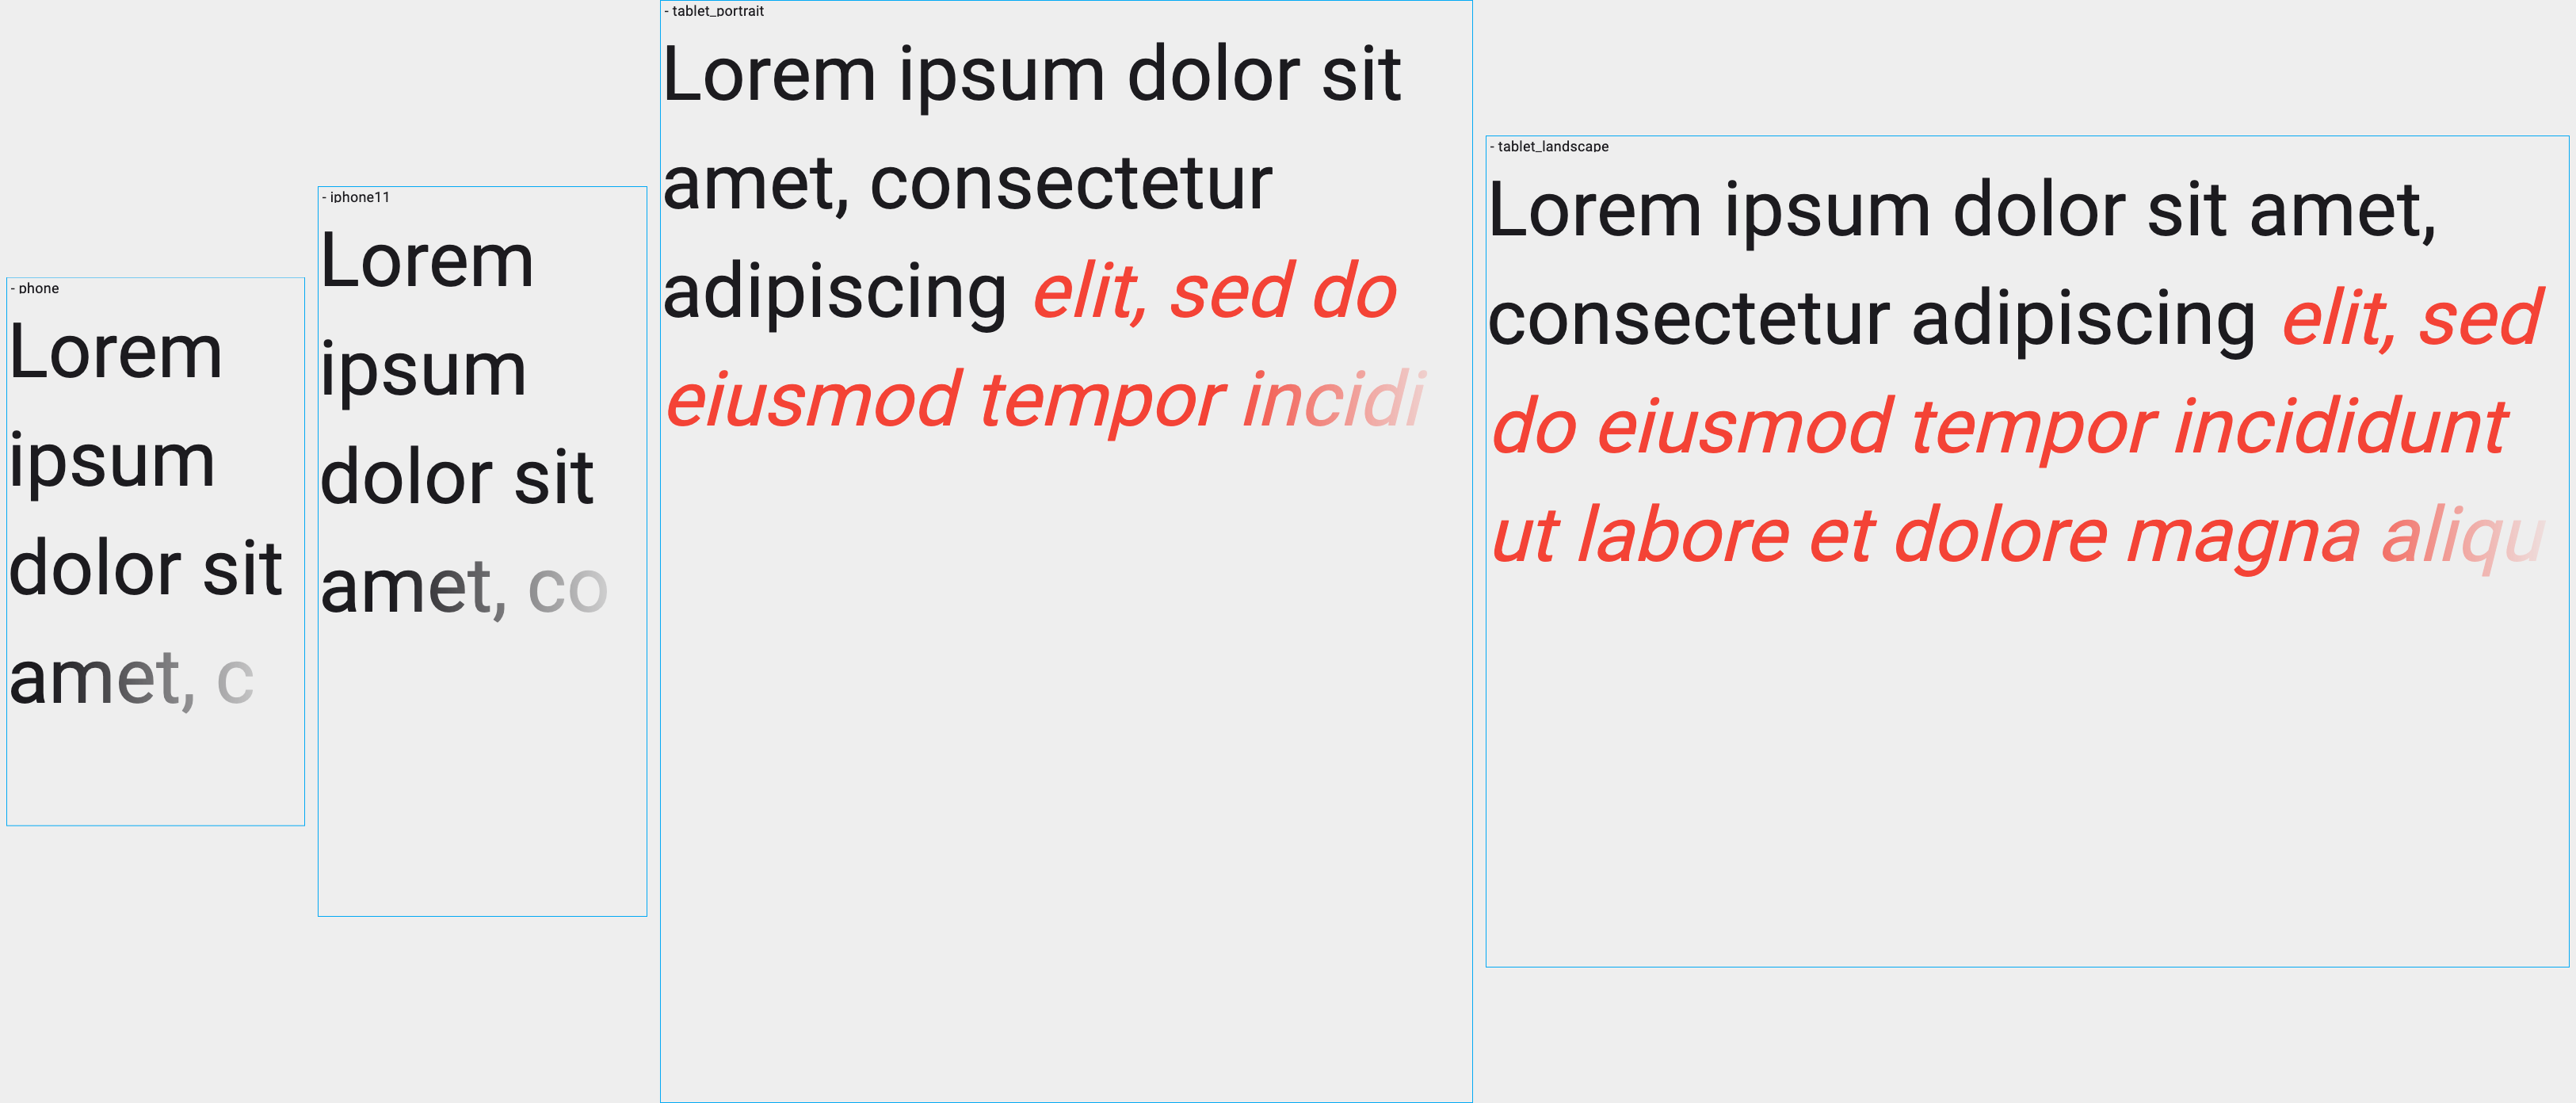 - phone
Lorem
ipsum
dolor sit
amet, c
- iphone11
Lorem
ipsum
dolor sit
amet, co
- tablet_portrait
Lorem ipsum dolor sit
amet, consectetur
adipiscing elit, sed do
eiusmod tempor incidi
- tablet_landscape
Lorem ipsum dolor sit amet,
consectetur adipiscing elit, sed
do eiusmod tempor incididunt
ut labore et dolore magna aliqu